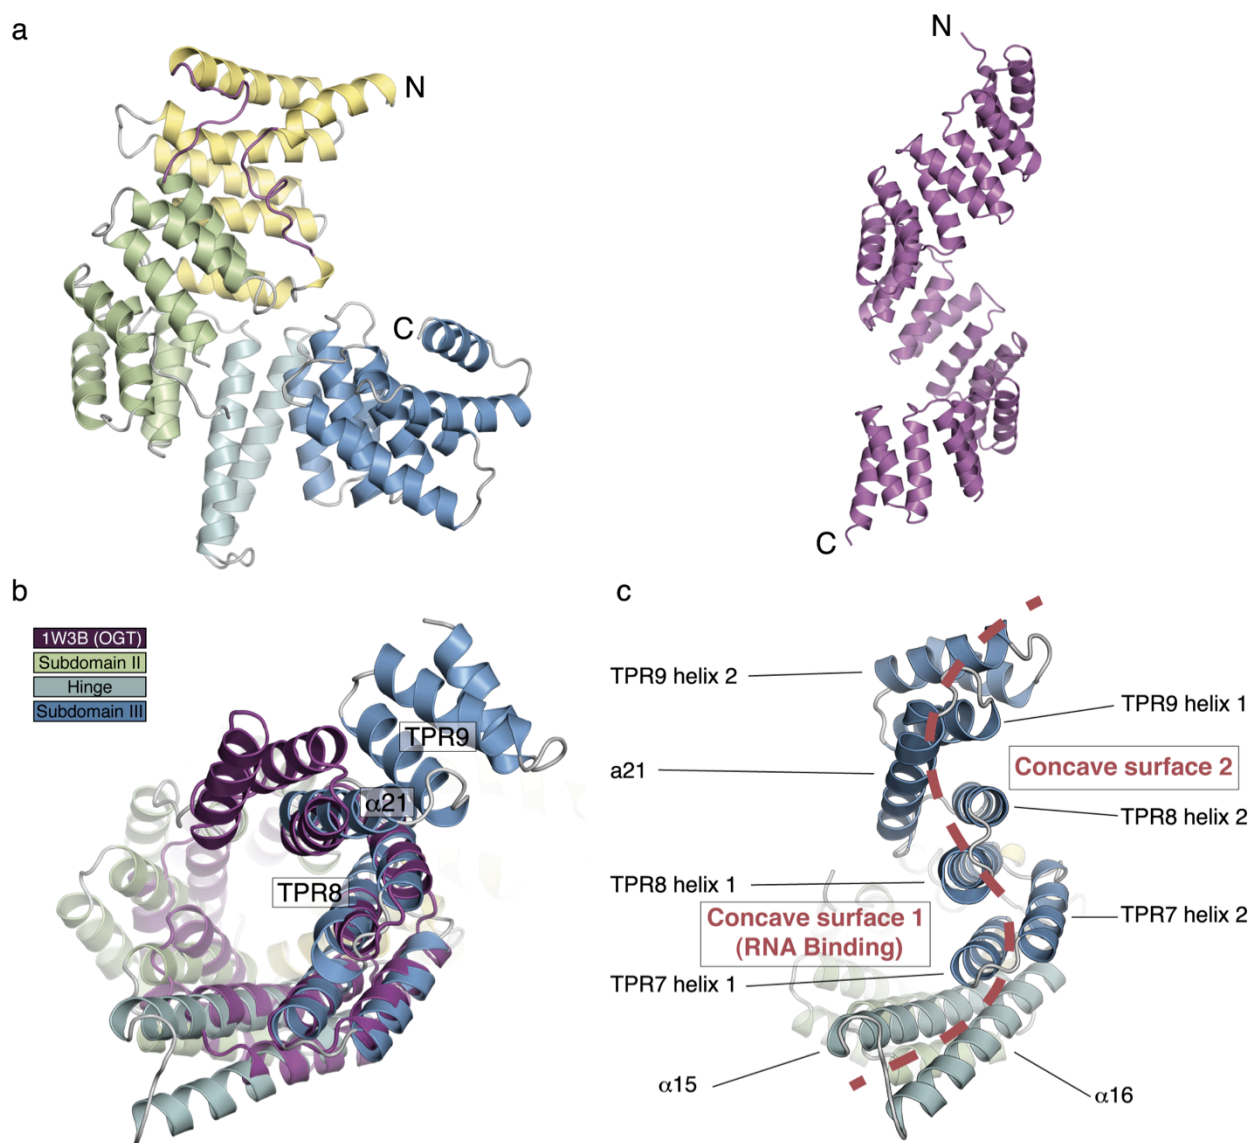 a
N
C
N
C
b
1W3B (OGT)
Subdomain II
Hinge
Subdomain III
TPR9
α21
TPR8
c
TPR9 helix 2
TPR9 helix 1
Concave surface 2
a21
TPR8 helix 2
TPR8 helix 1
Concave surface 1
(RNA Binding)
TPR7 helix 2
TPR7 helix 1
α15
α16